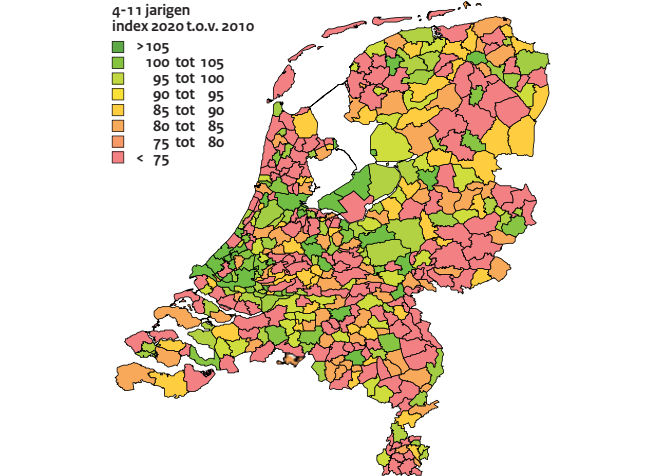 4-11 jarigen
index 2020 t.o.v. 2010
>105
100 tot 105
95 tot 100
90 tot 95
85 tot 90
80 tot 85
75 tot 80
< 75